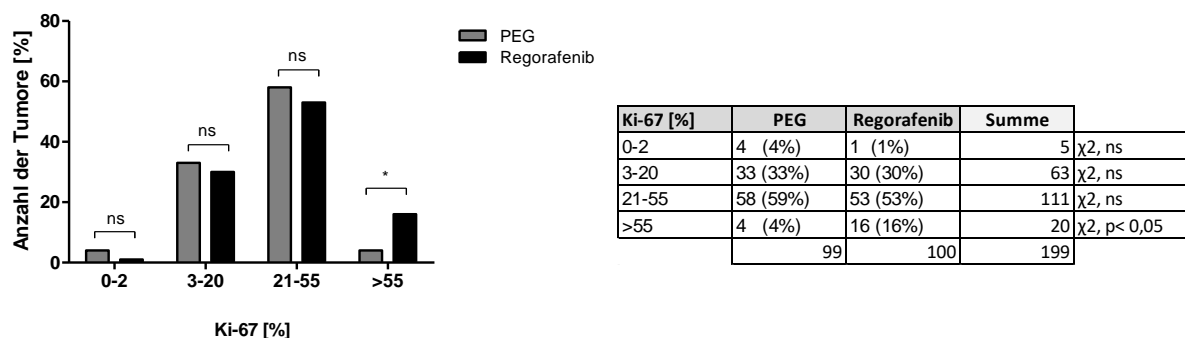 Anzahl der Tumore [%]
80
60
40
20
0
ns
ns
ns
*
0-2
3-20
21-55
>55
Ki-67 [%]
PEG
Regorafenib
Ki-67 [%] PEG Regorafenib Summe
0-2 4 (4%) 1 (1%) 5 χ2, ns
3-20 33 (33%) 30 (30%) 63 χ2, ns
21-55 58 (59%) 53 (53%) 111 χ2, ns
>55 4 (4%) 16 (16%) 20 χ2, p< 0,05
99 100 199